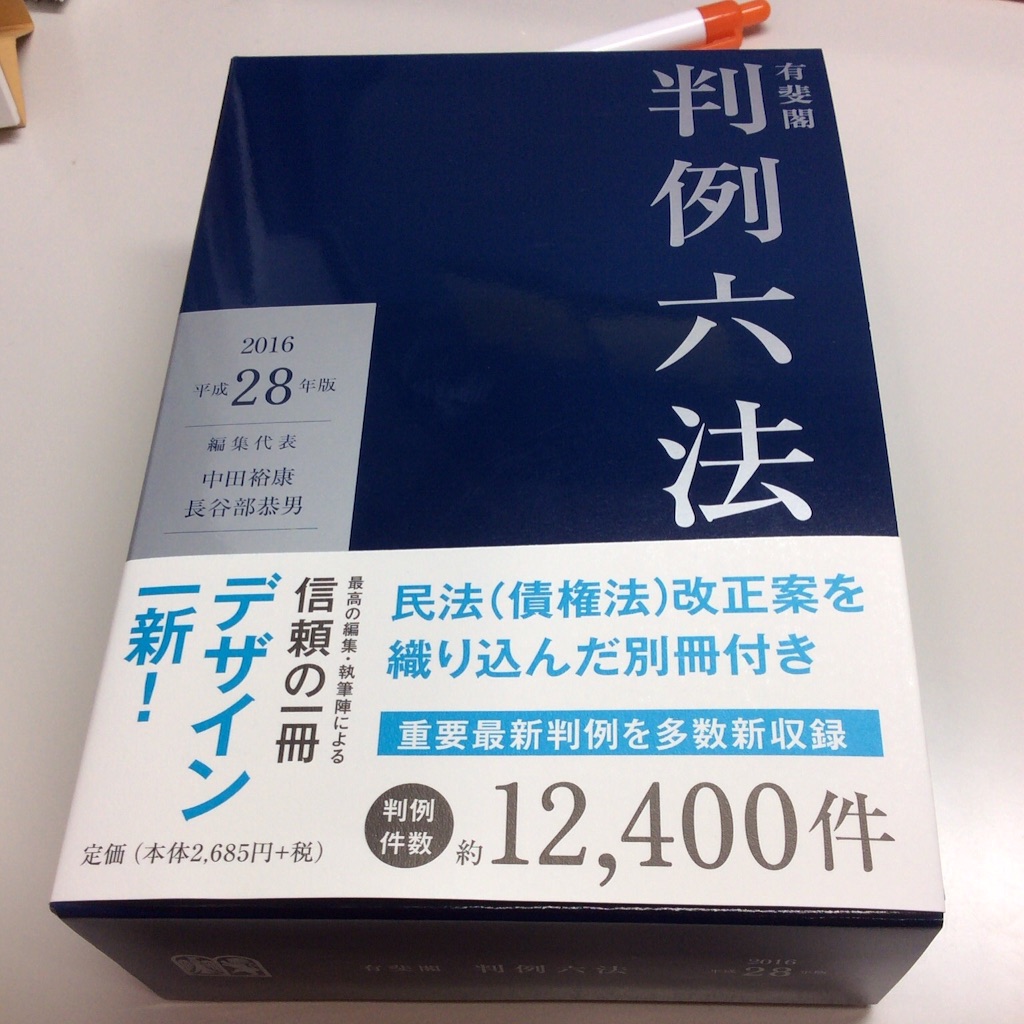 有斐閣
判例六法
2016
平成28年版
編集代表
中田裕康
長谷部恭男
民法(債権法)改正案を
織り込んだ別冊付き
重要最新判例を多数新収録
判例
件数
約12,400件
最高の編集・執筆陣による
信頼の一冊
デザイン
一新!
定価(本体2,685円+税)
有斐閣 判例六法
2016
平成28年版